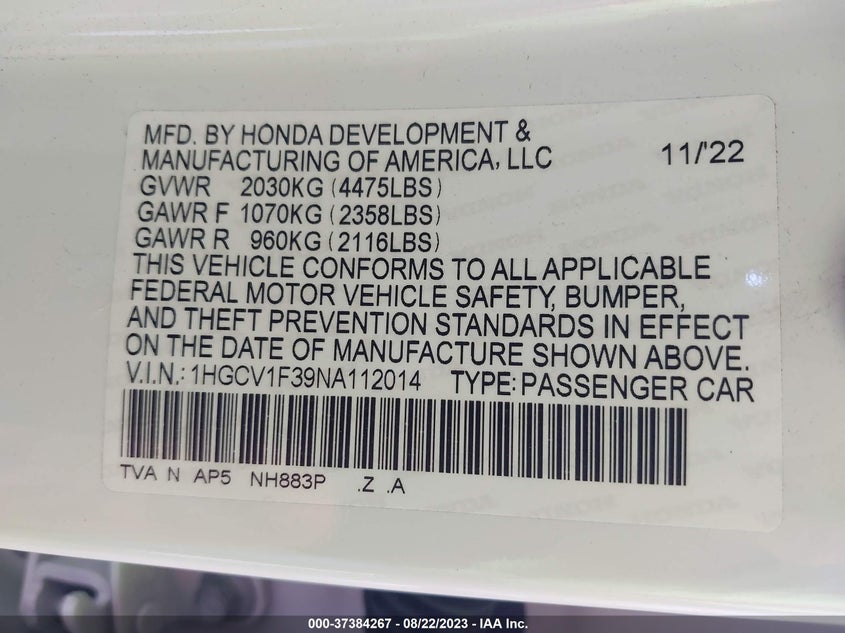 MFD. BY HONDA DEVELOPMENT &
MANUFACTURING OF AMERICA, LLC 11/'22
GVWR 2030KG (4475LBS)
GAWR F 1070KG (2358LBS)
GAWR R 960KG (2116LBS)
THIS VEHICLE CONFORMS TO ALL APPLICABLE
FEDERAL MOTOR VEHICLE SAFETY, BUMPER,
AND THEFT PREVENTION STANDARDS IN EFFECT
ON THE DATE OF MANUFACTURE SHOWN ABOVE.
V.I.N.: 1HGCV1F39NA112014 TYPE: PASSENGER CAR
TVA N AP5 NH883P .Z .A
000-37384267 - 08/22/2023 - IAA Inc.